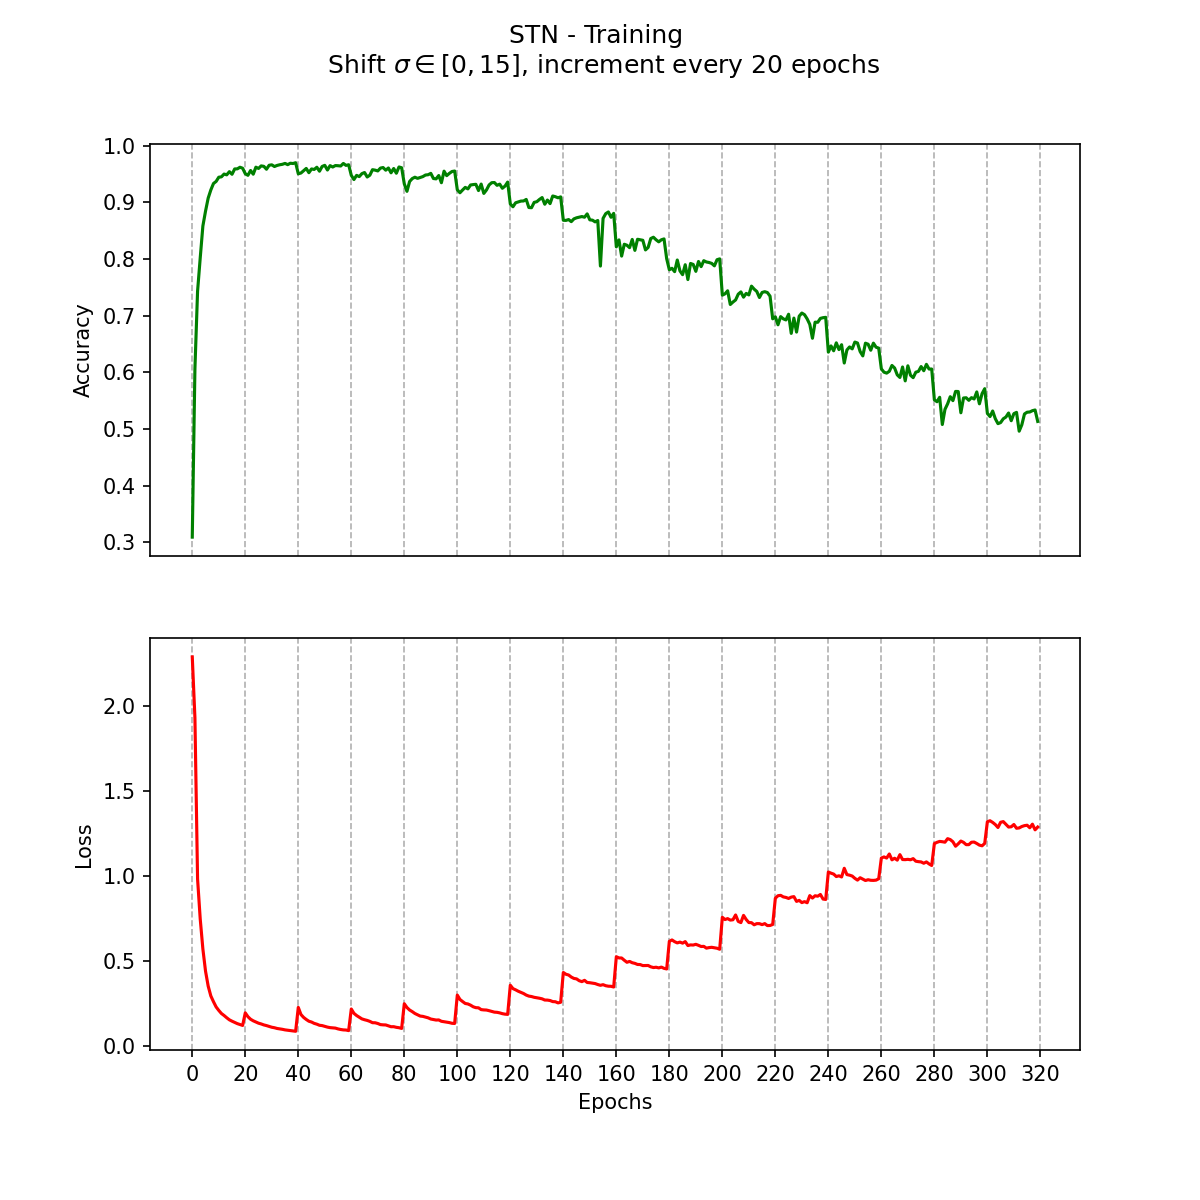 STN - Training
Shift σ ∈ [0, 15], increment every 20 epochs
1.0
0.9
0.8
0.7
0.6
0.5
0.4
0.3
Accuracy
2.0
1.5
1.0
0.5
0.0
Loss
0 20 40 60 80 100 120 140 160 180 200 220 240 260 280 300 320
Epochs